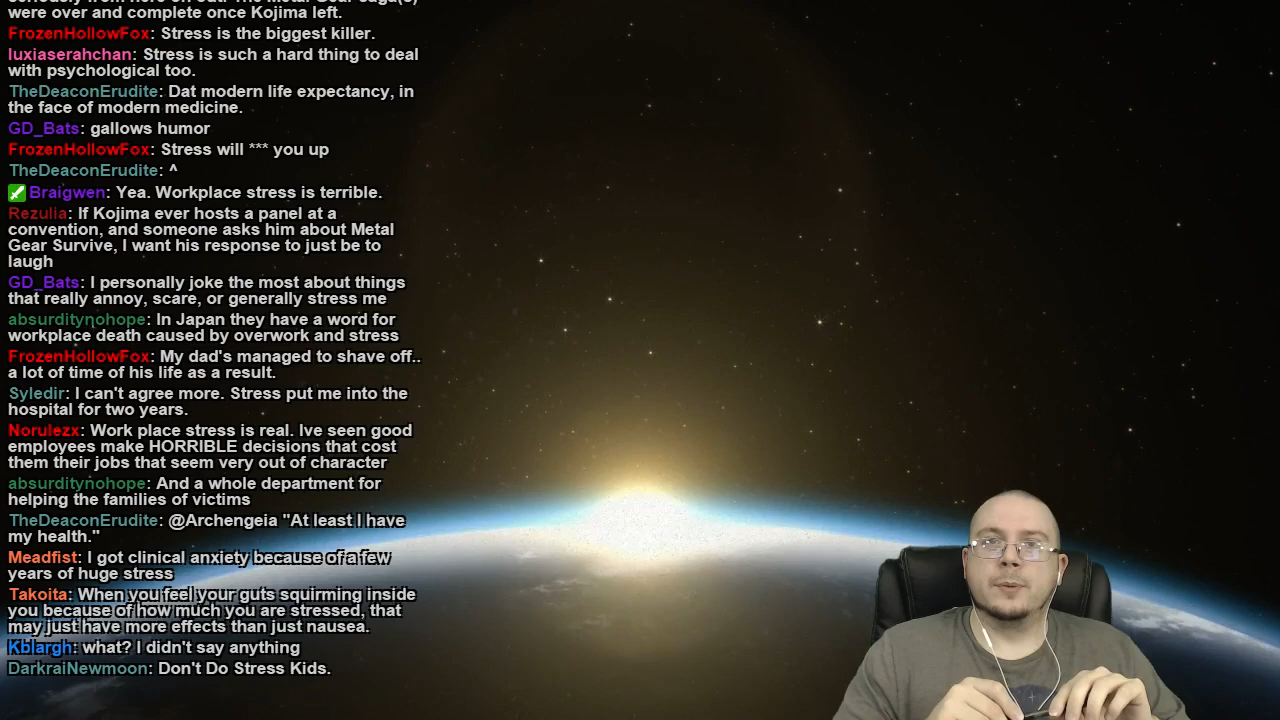 were over and complete once Kojima left.
FrozenHollowFox: Stress is the biggest killer.
luxiaserahchan: Stress is such a hard thing to deal
with psychological too.
TheDeaconErudite: Dat modern life expectancy, in
the face of modern medicine.
GD_Bats: gallows humor
FrozenHollowFox: Stress will *** you up
TheDeaconErudite: ^
Braigwen: Yea. Workplace stress is terrible.
Rezulia: If Kojima ever hosts a panel at a
convention, and someone asks him about Metal
Gear Survive, I want his response to just be to
laugh
GD_Bats: I personally joke the most about things
that really annoy, scare, or generally stress me
absurditynohope: In Japan they have a word for
workplace death caused by overwork and stress
FrozenHollowFox: My dad's managed to shave off..
a lot of time of his life as a result.
Syledir: I can't agree more. Stress put me into the
hospital for two years.
Norulezx: Work place stress is real. Ive seen good
employees make HORRIBLE decisions that cost
them their jobs that seem very out of character
absurditynohope: And a whole department for
helping the families of victims
TheDeaconErudite: @Archengeia "At least I have
my health."
Meadfist: I got clinical anxiety because of a few
years of huge stress
Takoita: When you feel your guts squirming inside
you because of how much you are stressed, that
may just have more effects than just nausea.
Kblargh: what? I didn't say anything
DarkraiNewmoon: Don't Do Stress Kids.